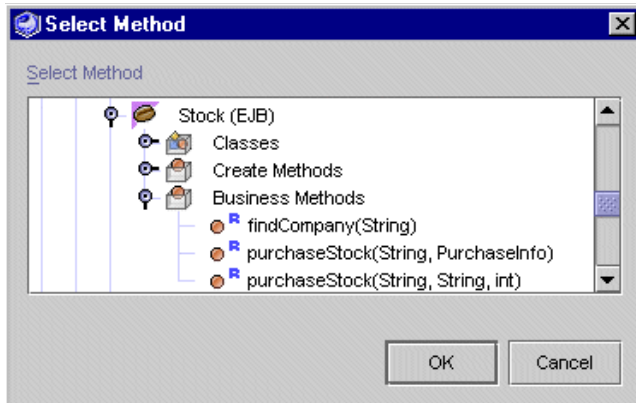 Select Method
Select Method
Stock (EJB)
Classes
Create Methods
Business Methods
R findCompany(String)
R purchaseStock(String, PurchaseInfo)
R purchaseStock(String, String, int)
OK Cancel